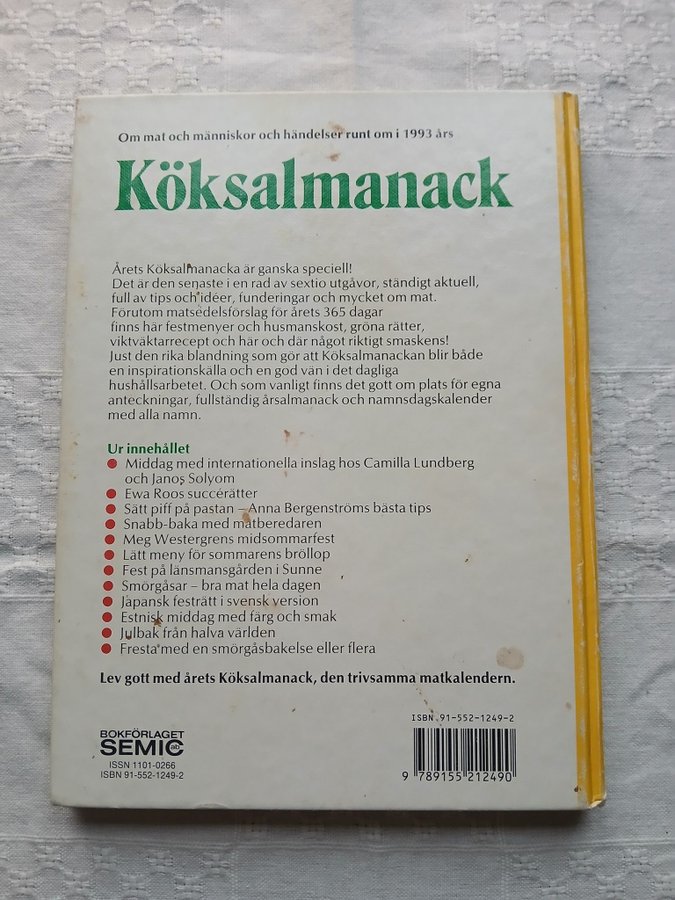 Om mat och människor och händelser runt om i 1993 års
Köksalmanack
Årets Köksalmanacka är ganska speciell!
Det är den senaste i en rad av sextio utgåvor, ständigt aktuell,
full av tips och idéer, funderingar och mycket om mat.
Förutom matsedelsförslag för årets 365 dagar
finns här festmenyer och husmanskost, gröna rätter,
viktväktarrecept och här och där något riktigt smaskens!
Just den rika blandning som gör att Köksalmanackan blir både
en inspirationskälla och en god vän i det dagliga
hushållsarbetet. Och som vanligt finns det gott om plats för egna
anteckningar, fullständig årsalmanack och namnsdagskalender
med alla namn.
Ur innehållet
● Middag med internationella inslag hos Camilla Lundberg
och Janos Solyom
● Ewa Roos succérätter
● Sätt piff på pastan – Anna Bergenströms bästa tips
● Snabb-baka med matberedaren
● Meg Westergrens midsommarfest
● Lätt meny för sommarens bröllop
● Fest på länsmansgården i Sunne
● Smörgåsar – bra mat hela dagen
● Japansk festrätt i svensk version
● Estnisk middag med färg och smak
● Julbak från halva världen
● Fresta med en smörgåsbakelse eller flera
Lev gott med årets Köksalmanack, den trivsamma matkalendern.
BOKFÖRLAGET
SEMIC ab
ISSN 1101-0266
ISBN 91-552-1249-2
ISBN 91-552-1249-2
9 789155 212490